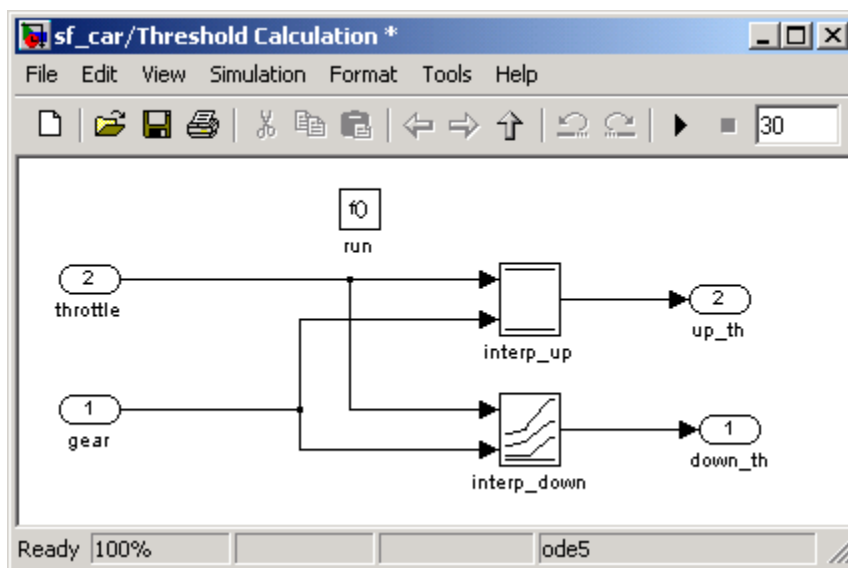 sf_car/Threshold Calculation *
File Edit View Simulation Format Tools Help
30
f()
run
2
throttle
interp_up
2
up_th
1
gear
interp_down
1
down_th
Ready 100% ode5